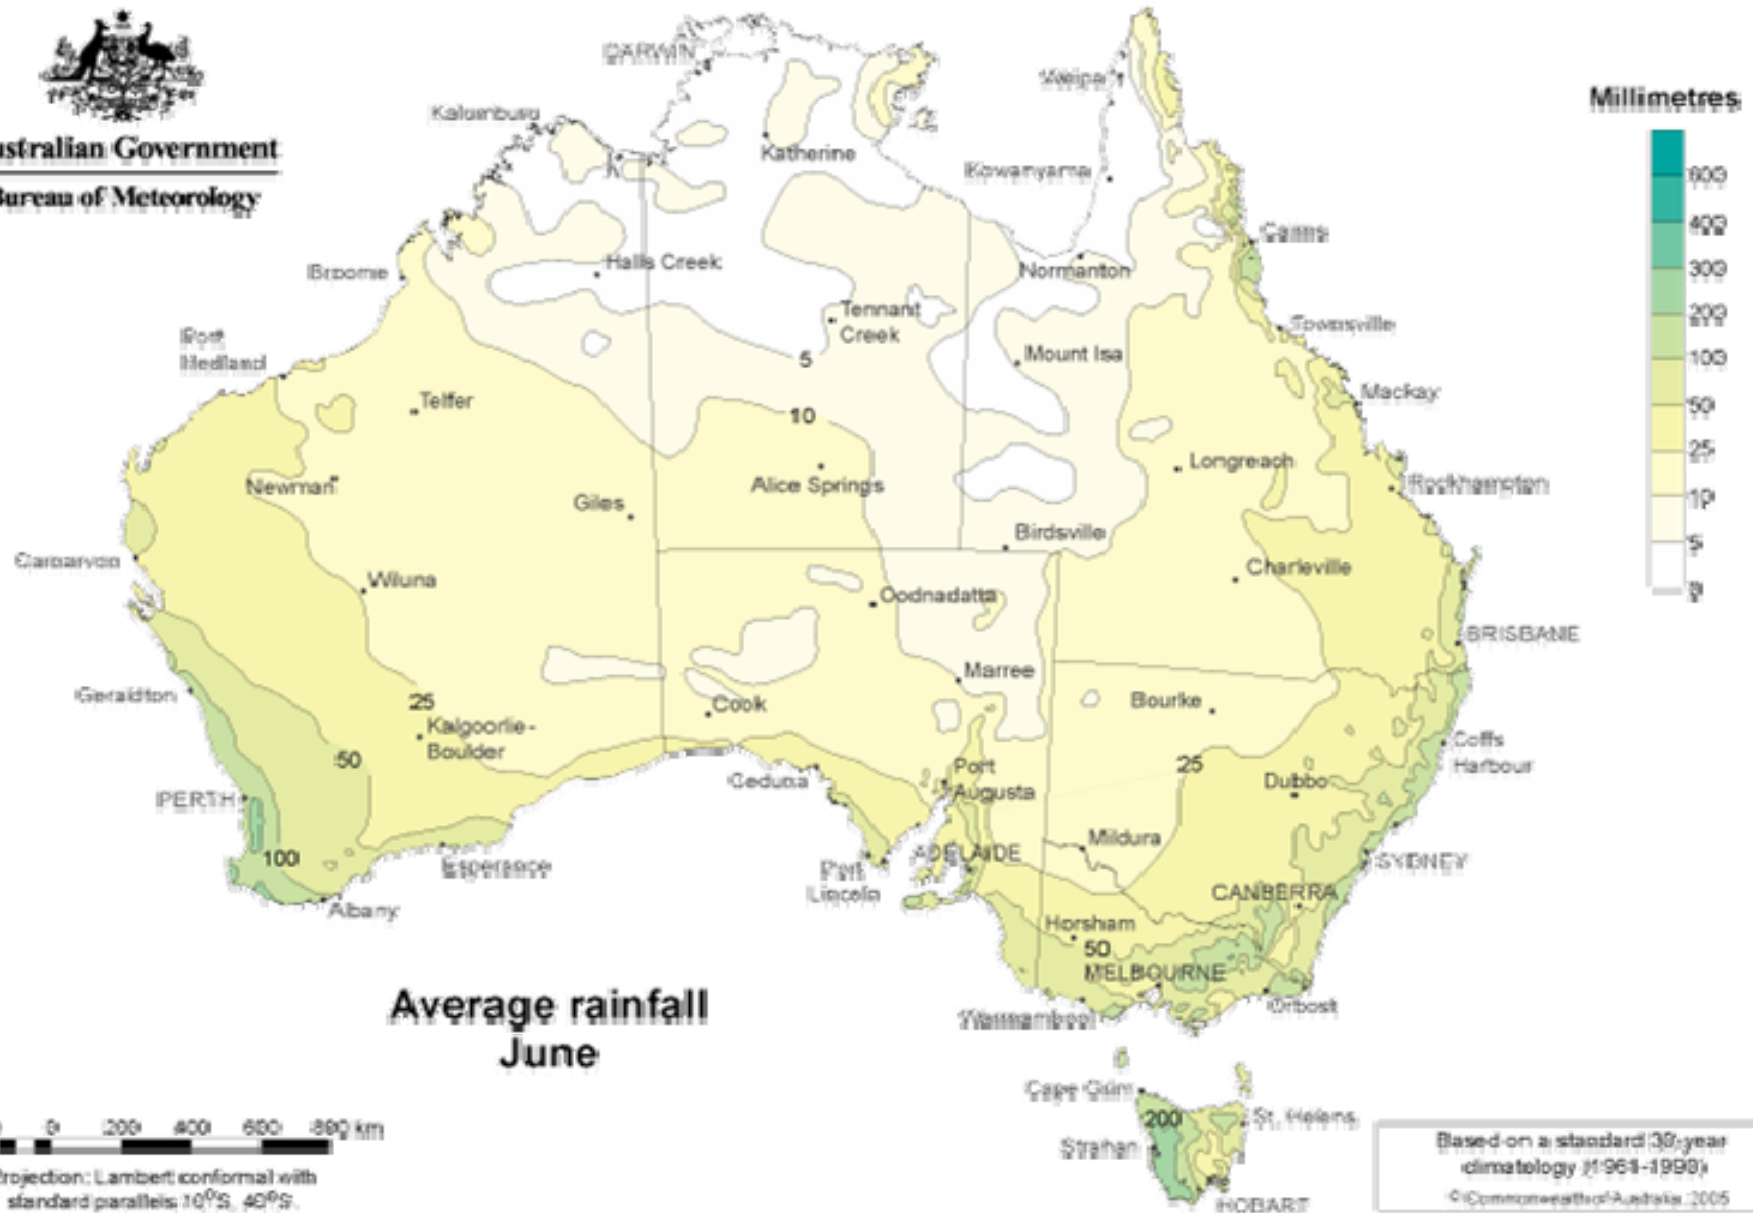 ustralian Government
Bureau of Meteorology
DARWIN
Kalumburu
Katherine
Weipa
Kowanyama
Millimetres
600
400
300
200
100
50
25
10
5
0
Cairns
Broome
Halls Creek
Normanton
Tennant
Creek
Townsville
Port
Hedland
5
Mount Isa
Mackay
Telfer
10
Longreach
Newman
Alice Springs
Rockhampton
Giles
Birdsville
Carnarvon
Wiluna
Charleville
Oodnadatta
BRISBANE
Marree
Geraldton
25
Cook
Bourke
Kalgoorlie-
Boulder
50
Coffs
Harbour
Port
Augusta
25
Ceduna
Dubbo
PERTH
Mildura
100
Esperance
ADELAIDE
SYDNEY
Port
Lincoln
CANBERRA
Albany
Horsham
50
MELBOURNE
Average rainfall
June
Warrnambool
Orbost
Cape Grim
200
St. Helens
Strahan
HOBART
0 200 400 600 800 km
Projection: Lambert conformal with
standard parallels 10°S, 40°S.
Based on a standard 30-year
climatology (1961-1990)
© Commonwealth of Australia, 2005